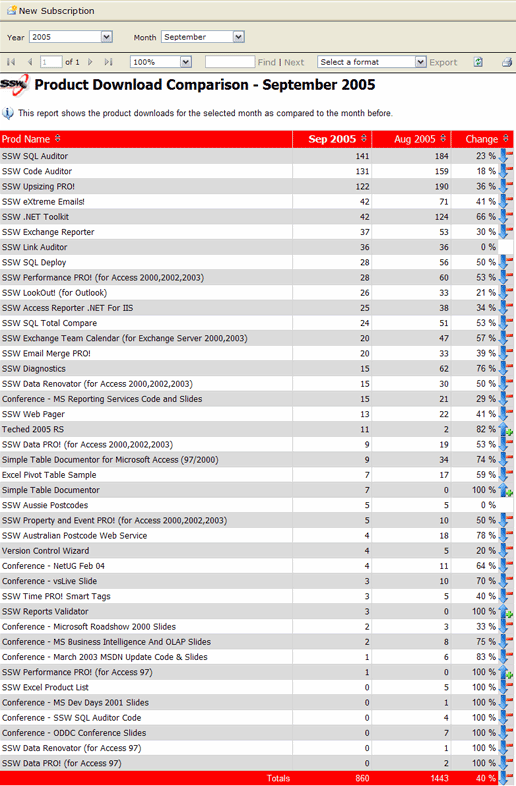 New Subscription
Year 2005 Month September
1 of 1 100% Find | Next Select a format Export
SSW Product Download Comparison - September 2005
This report shows the product downloads for the selected month as compared to the month before.
Prod Name Sep 2005 Aug 2005 Change
SSW SQL Auditor 141 184 23 %
SSW Code Auditor 131 159 18 %
SSW Upsizing PRO! 122 190 36 %
SSW eXtreme Emails! 42 71 41 %
SSW .NET Toolkit 42 124 66 %
SSW Exchange Reporter 37 53 30 %
SSW Link Auditor 36 36 0 %
SSW SQL Deploy 28 56 50 %
SSW Performance PRO! (for Access 2000,2002,2003) 28 60 53 %
SSW LookOut! (for Outlook) 26 33 21 %
SSW Access Reporter .NET For IIS 25 38 34 %
SSW SQL Total Compare 24 51 53 %
SSW Exchange Team Calendar (for Exchange Server 2000,2003) 20 47 57 %
SSW Email Merge PRO! 20 33 39 %
SSW Diagnostics 15 62 76 %
SSW Data Renovator (for Access 2000,2002,2003) 15 30 50 %
Conference - MS Reporting Services Code and Slides 15 21 29 %
SSW Web Pager 13 22 41 %
Teched 2005 RS 11 2 82 %
SSW Data PRO! (for Access 2000,2002,2003) 9 19 53 %
Simple Table Documentor for Microsoft Access (97/2000) 9 34 74 %
Excel Pivot Table Sample 7 17 59 %
Simple Table Documentor 7 0 100 %
SSW Aussie Postcodes 5 5 0 %
SSW Property and Event PRO! (for Access 2000,2002,2003) 5 10 50 %
SSW Australian Postcode Web Service 4 18 78 %
Version Control Wizard 4 5 20 %
Conference - NetUG Feb 04 4 11 64 %
Conference - vsLive Slide 3 10 70 %
SSW Time PRO! Smart Tags 3 5 40 %
SSW Reports Validator 3 0 100 %
Conference - Microsoft Roadshow 2000 Slides 2 3 33 %
Conference - MS Business Intelligence And OLAP Slides 2 8 75 %
Conference - March 2003 MSDN Update Code & Slides 1 6 83 %
SSW Performance PRO! (for Access 97) 1 0 100 %
SSW Excel Product List 0 5 100 %
Conference - MS Dev Days 2001 Slides 0 1 100 %
Conference - SSW SQL Auditor Code 0 4 100 %
Conference - ODDC Conference Slides 0 7 100 %
SSW Data Renovator (for Access 97) 0 1 100 %
SSW Data PRO! (for Access 97) 0 2 100 %
Totals 860 1443 40 %